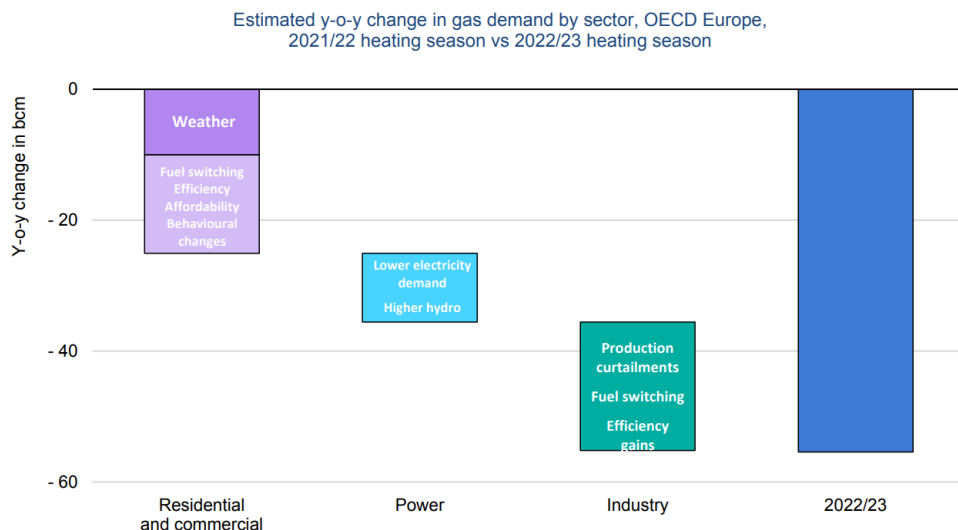 Estimated y-o-y change in gas demand by sector, OECD Europe,
2021/22 heating season vs 2022/23 heating season
Y-o-y change in bcm
0
- 20
- 40
- 60
Weather
Fuel switching
Efficiency
Affordability
Behavioural
changes
Lower electricity
demand
Higher hydro
Production
curtailments
Fuel switching
Efficiency
gains
Residential
and commercial
Power
Industry
2022/23